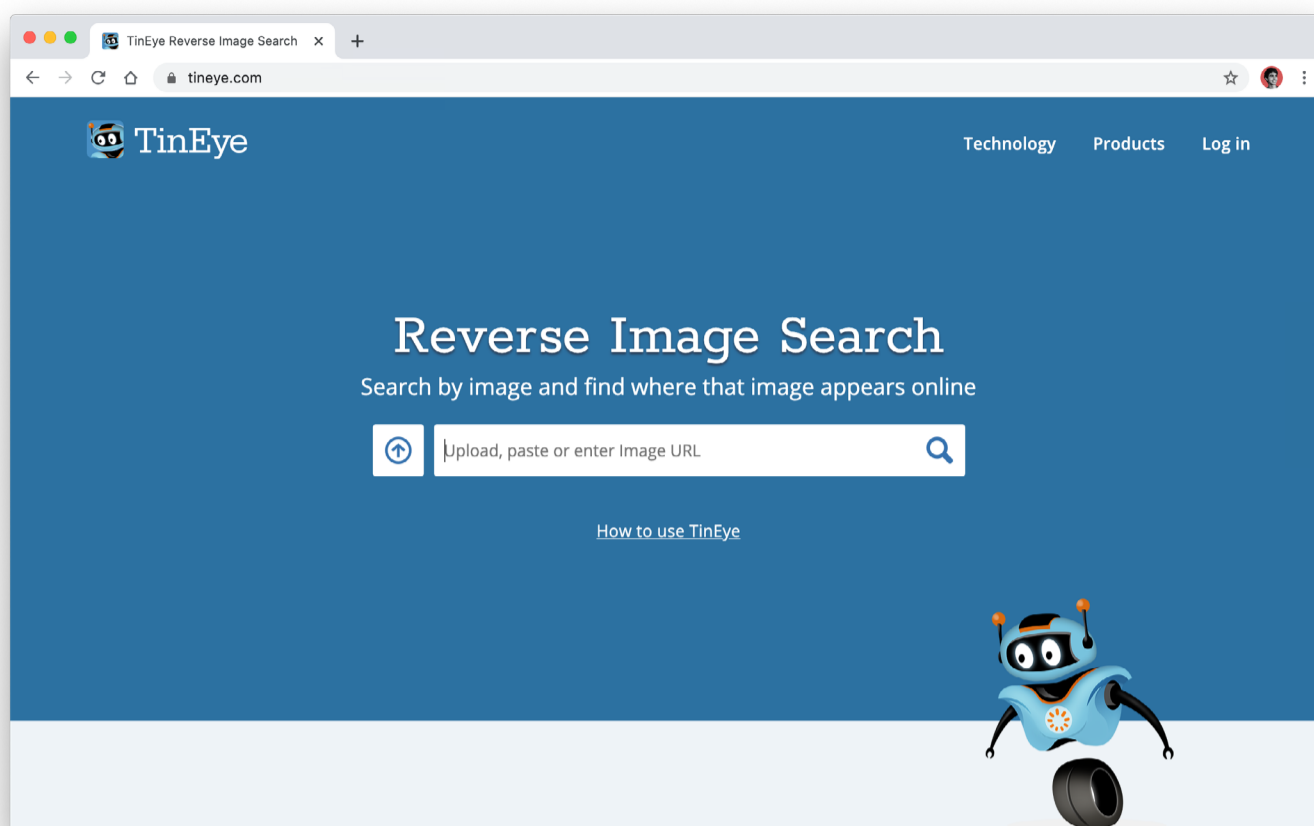 TinEye Reverse Image Search
tineye.com
TinEye
Technology Products Log in
Reverse Image Search
Search by image and find where that image appears online
Upload, paste or enter Image URL
How to use TinEye